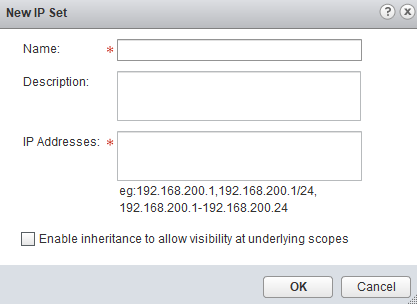 New IP Set
Name: *
Description:
IP Addresses: *
eg:192.168.200.1,192.168.200.1/24,
192.168.200.1-192.168.200.24
Enable inheritance to allow visibility at underlying scopes
OK Cancel